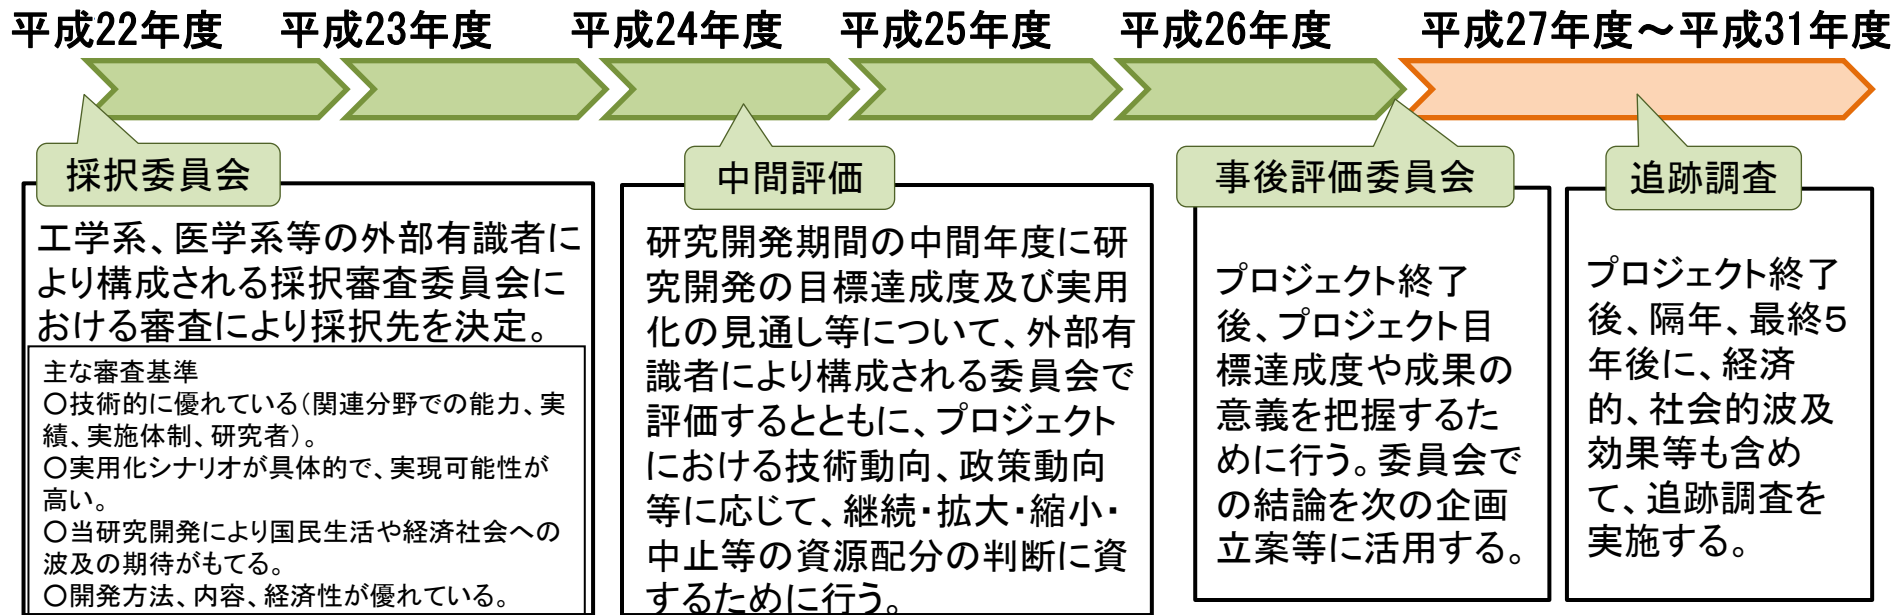 平成22年度
平成23年度
平成24年度
平成25年度
平成26年度
平成27年度～平成31年度
採択委員会
工学系、医学系等の外部有識者に
より構成される採択審査委員会に
おける審査により採択先を決定。
主な審査基準
○技術的に優れている（関連分野での能力、実
績、実施体制、研究者）。
○実用化シナリオが具体的で、実現可能性が
高い。
○当研究開発により国民生活や経済社会への
波及の期待がもてる。
○開発方法、内容、経済性が優れている。
中間評価
研究開発期間の中間年度に研
究開発の目標達成度及び実用
化の見通し等について、外部有
識者により構成される委員会で
評価するとともに、プロジェクト
における技術動向、政策動向
等に応じて、継続・拡大・縮小・
中止等の資源配分の判断に資
するために行う。
事後評価委員会
プロジェクト終了
後、プロジェクト目
標達成度や成果の
意義を把握するた
めに行う。委員会で
の結論を次の企画
立案等に活用する。
追跡調査
プロジェクト終了
後、隔年、最終５
年後に、経済
的、社会的波及
効果等も含め
て、追跡調査を
実施する。